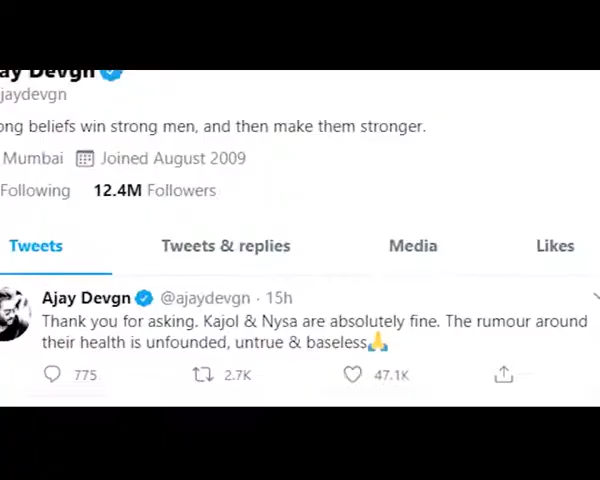 ay Devgn
jaydevgn
ong beliefs win strong men, and then make them stronger.
Mumbai Joined August 2009
Following 12.4M Followers
Tweets Tweets & replies Media Likes
Ajay Devgn @ajaydevgn · 15h
Thank you for asking. Kajol & Nysa are absolutely fine. The rumour around
their health is unfounded, untrue & baseless🙏
775 2.7K 47.1K